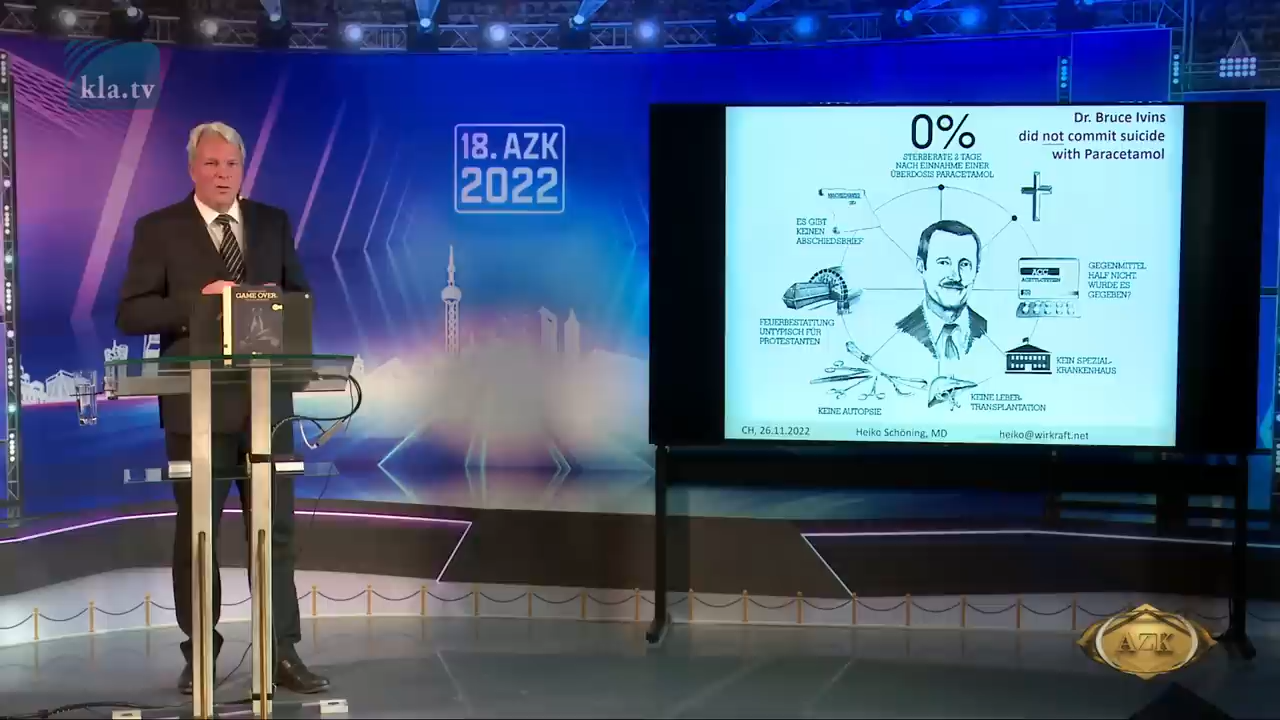 kla.tv
18. AZK
2022
GAME OVER
0%
STERBERATE 2 TAGE
NACH EINNAHME EINER
ÜBERDOSIS PARACETAMOL
Dr. Bruce Ivins
did not commit suicide
with Paracetamol
ES GIBT
KEINEN
ABSCHIEDSBRIEF
ACC
GEGENMITTEL
HALF NICHT.
WURDE ES
GEGEBEN?
FEUERBESTATTUNG
UNTYPISCH FÜR
PROTESTANTEN
KEIN SPEZIAL-
KRANKENHAUS
KEINE AUTOPSIE
KEINE LEBER-
TRANSPLANTATION
CH, 26.11.2022
Heiko Schöning, MD
heiko@wirkraft.net
AZK